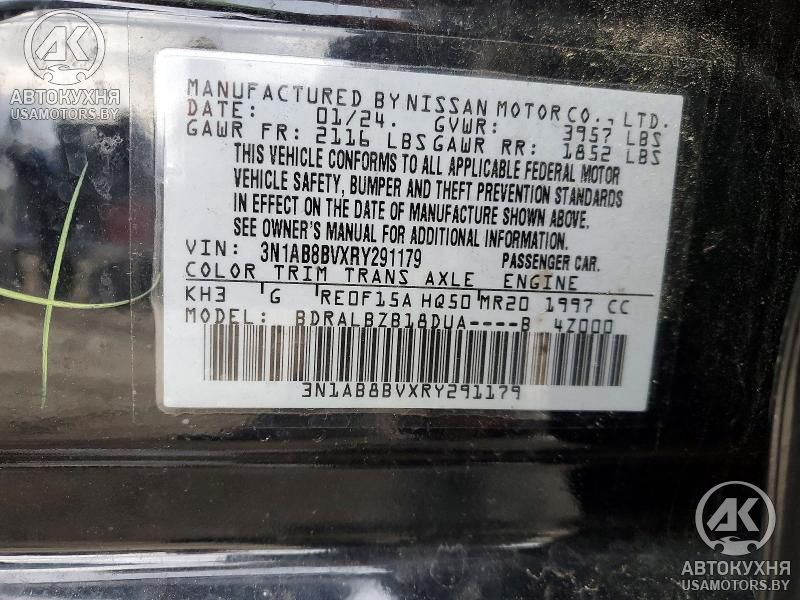 AK
АВТОКУХНЯ
USAMOTORS.BY
MANUFACTURED BY NISSAN MOTOR CO., LTD.
DATE: 01/24. GVWR: 3957 LBS
GAWR FR: 2116 LBS GAWR RR: 1852 LBS
THIS VEHICLE CONFORMS TO ALL APPLICABLE FEDERAL MOTOR
VEHICLE SAFETY, BUMPER AND THEFT PREVENTION STANDARDS
IN EFFECT ON THE DATE OF MANUFACTURE SHOWN ABOVE.
SEE OWNER'S MANUAL FOR ADDITIONAL INFORMATION.
VIN: 3N1AB8BVXRY291179 PASSENGER CAR.
COLOR TRIM TRANS AXLE ENGINE
KH3 G RE0F15A HQ50 MR20 1997 CC
MODEL: BDRALBZB18DUA----B 4Z000
3N1AB8BVXRY291179
AK
АВТОКУХНЯ
USAMOTORS.BY